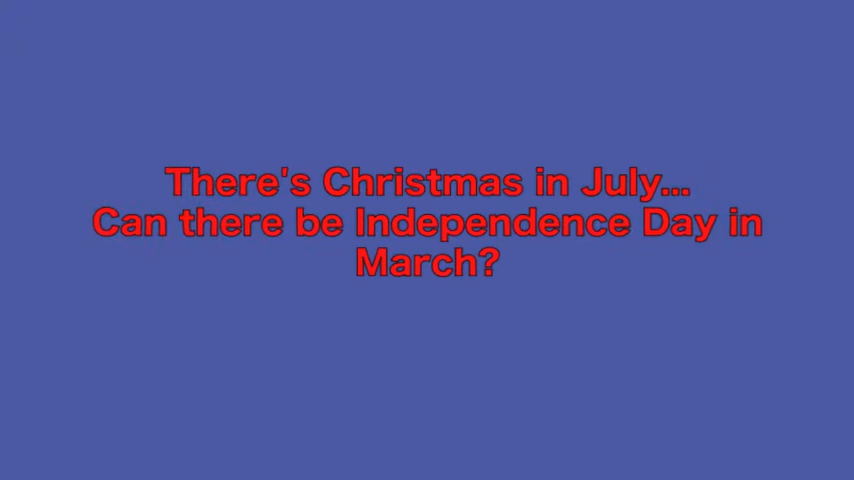 There's Christmas in July...
Can there be Independence Day in
March?